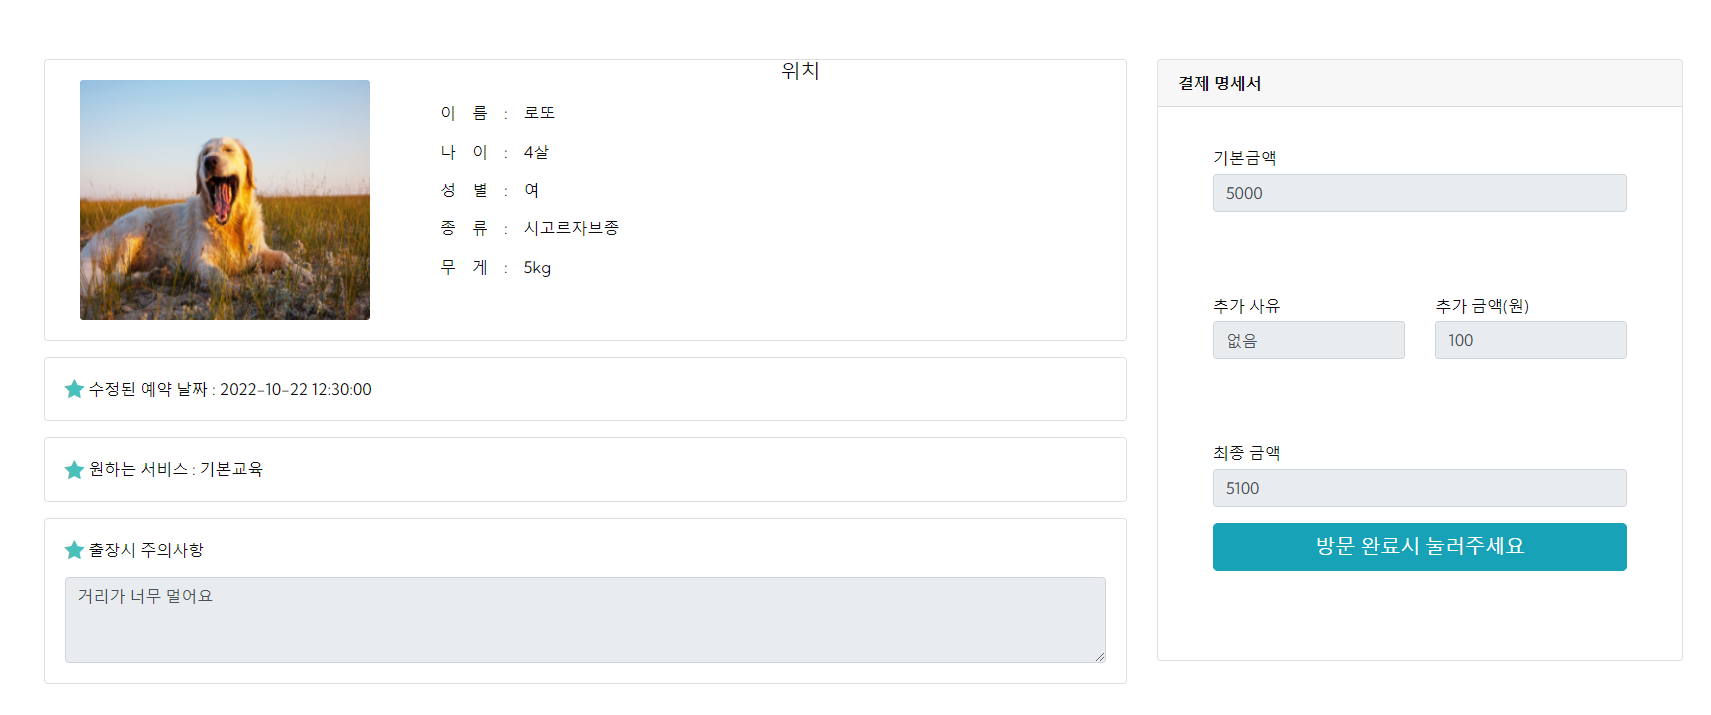 위치
이 름 : 로또
나 이 : 4살
성 별 : 여
종 류 : 시고르자브종
무 게 : 5kg
수정된 예약 날짜 : 2022-10-22 12:30:00
원하는 서비스 : 기본교육
출장시 주의사항
거리가 너무 멀어요
결제 명세서
기본금액
5000
추가 사유 추가 금액(원)
없음 100
최종 금액
5100
방문 완료시 눌러주세요